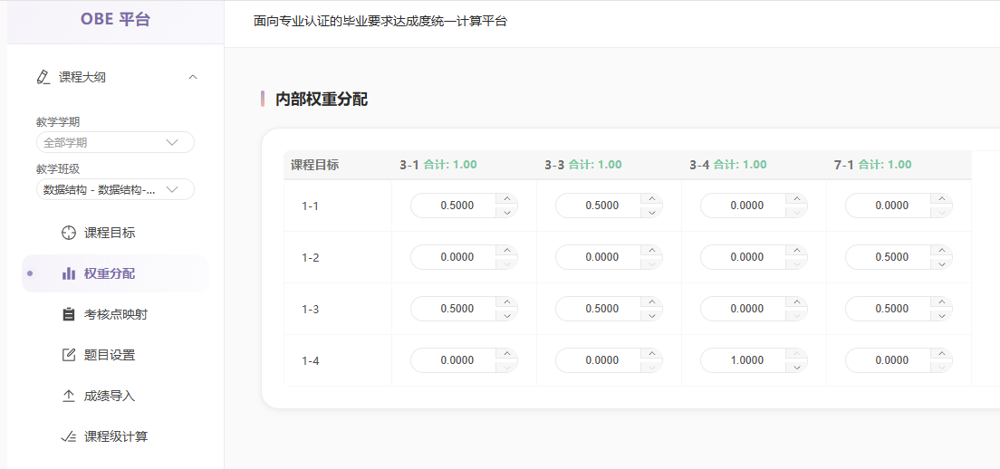 OBE 平台
面向专业认证的毕业要求达成度统一计算平台
课程大纲
教学学期
全部学期
教学班级
数据结构 - 数据结构-...
课程目标
权重分配
考核点映射
题目设置
成绩导入
课程级计算
内部权重分配
课程目标 3-1 合计: 1.00 3-3 合计: 1.00 3-4 合计: 1.00 7-1 合计: 1.00
1-1 0.5000 0.5000 0.0000 0.0000
1-2 0.0000 0.0000 0.0000 0.5000
1-3 0.5000 0.5000 0.0000 0.5000
1-4 0.0000 0.0000 1.0000 0.0000